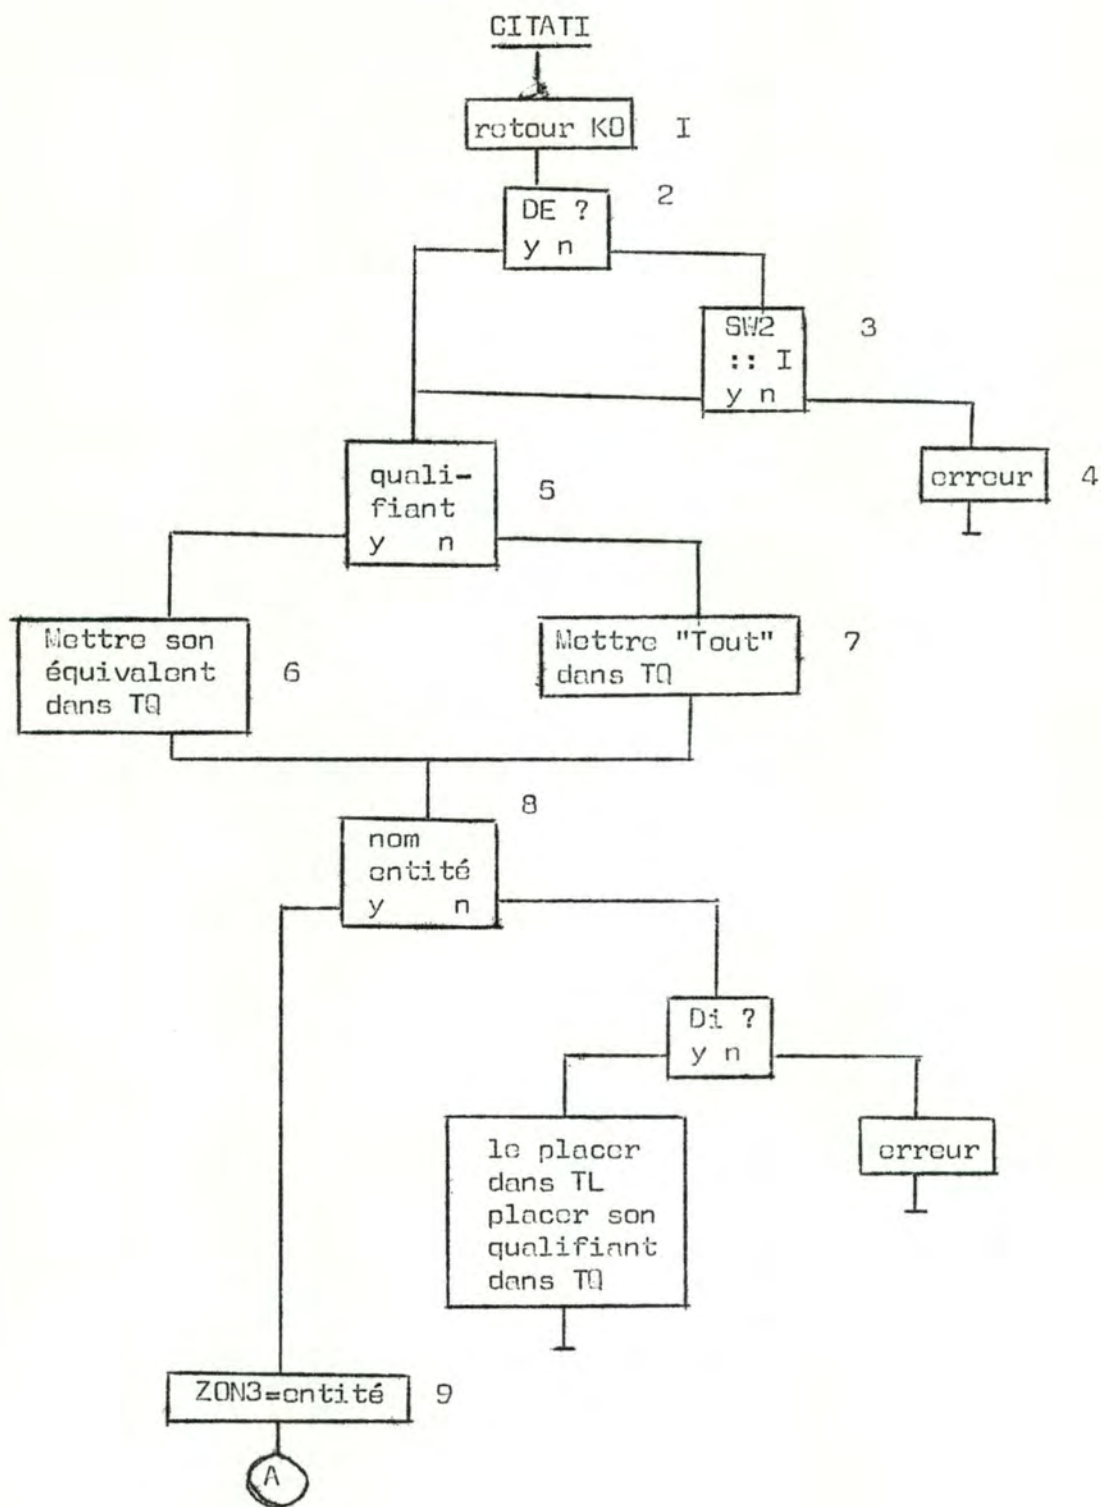 CITATI
retour KO I
DE ? 2
y n
SW2 3
:: I
y n
erreur 4
quali-
fiant 5
y n
Mettre son
équivalent 6
dans TQ
Mettre "Tout" 7
dans TQ
8
nom
entité
y n
Di ?
y n
le placer
dans TL
placer son
qualifiant
dans TQ
erreur
ZON3=entité 9
A